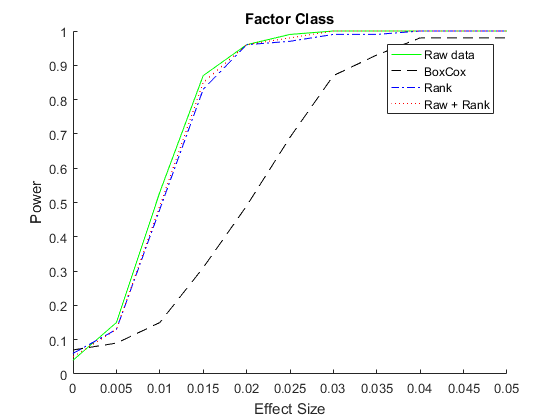 Factor Class
1
0.9
0.8
0.7
0.6
0.5
0.4
0.3
0.2
0.1
0
Power
Raw data
BoxCox
Rank
Raw + Rank
0 0.005 0.01 0.015 0.02 0.025 0.03 0.035 0.04 0.045 0.05
Effect Size